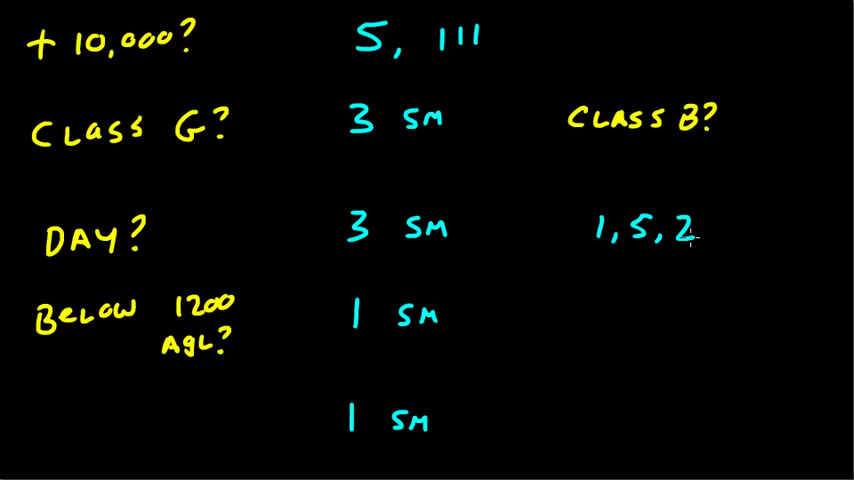 + 10,000? 5, 111
CLASS G? 3 SM CLASS B?
DAY? 3 SM 1, 5, 2
BELOW 1200 1 SM
AGL?
1 SM